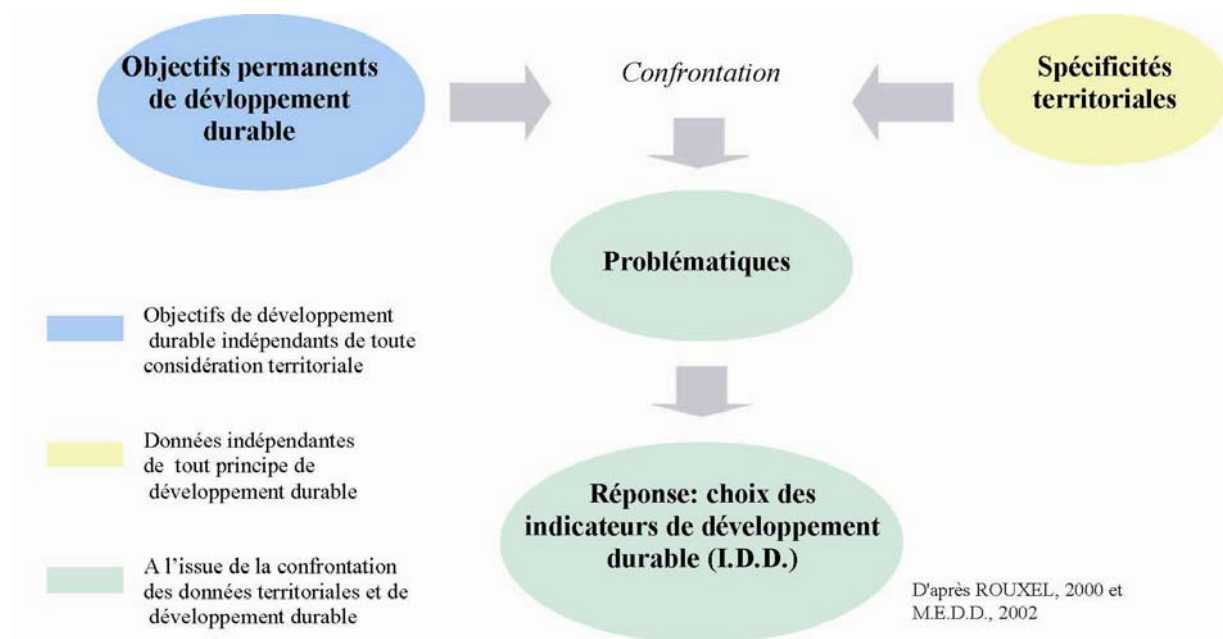 Objectifs permanents
de dévloppement
durable
Confrontation
Spécificités
territoriales
Problématiques
Objectifs de développement
durable indépendants de toute
considération territoriale
Données indépendantes
de tout principe de
développement durable
Réponse: choix des
indicateurs de développement
durable (I.D.D.)
A l'issue de la confrontation
des données territoriales et de
développement durable
D'après ROUXEL, 2000 et
M.E.D.D., 2002